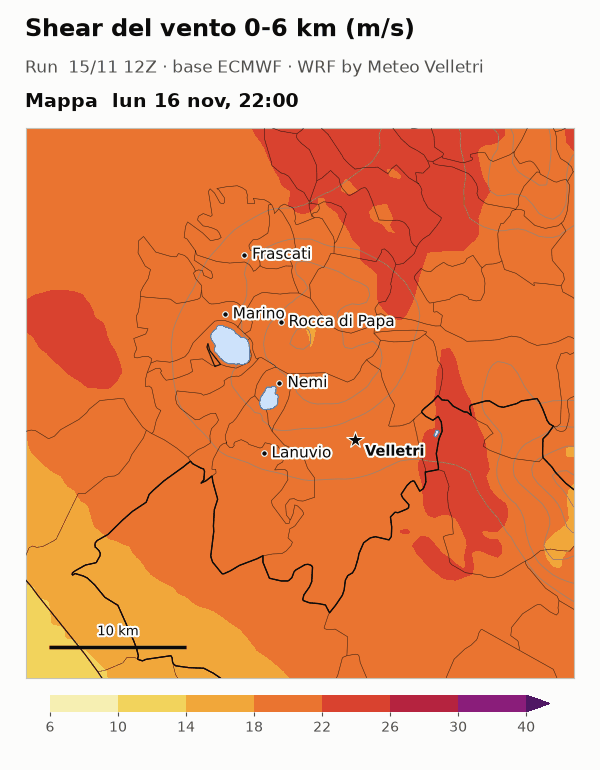 Shear del vento 0-6 km (m/s)
Run  15/11 12Z · base ECMWF · WRF by Meteo Velletri
Mappa  lun 16 nov, 22:00
Frascati
Marino
Rocca di Papa
Nemi
Velletri
Lanuvio
10 km
6 10 14 18 22 26 30 40